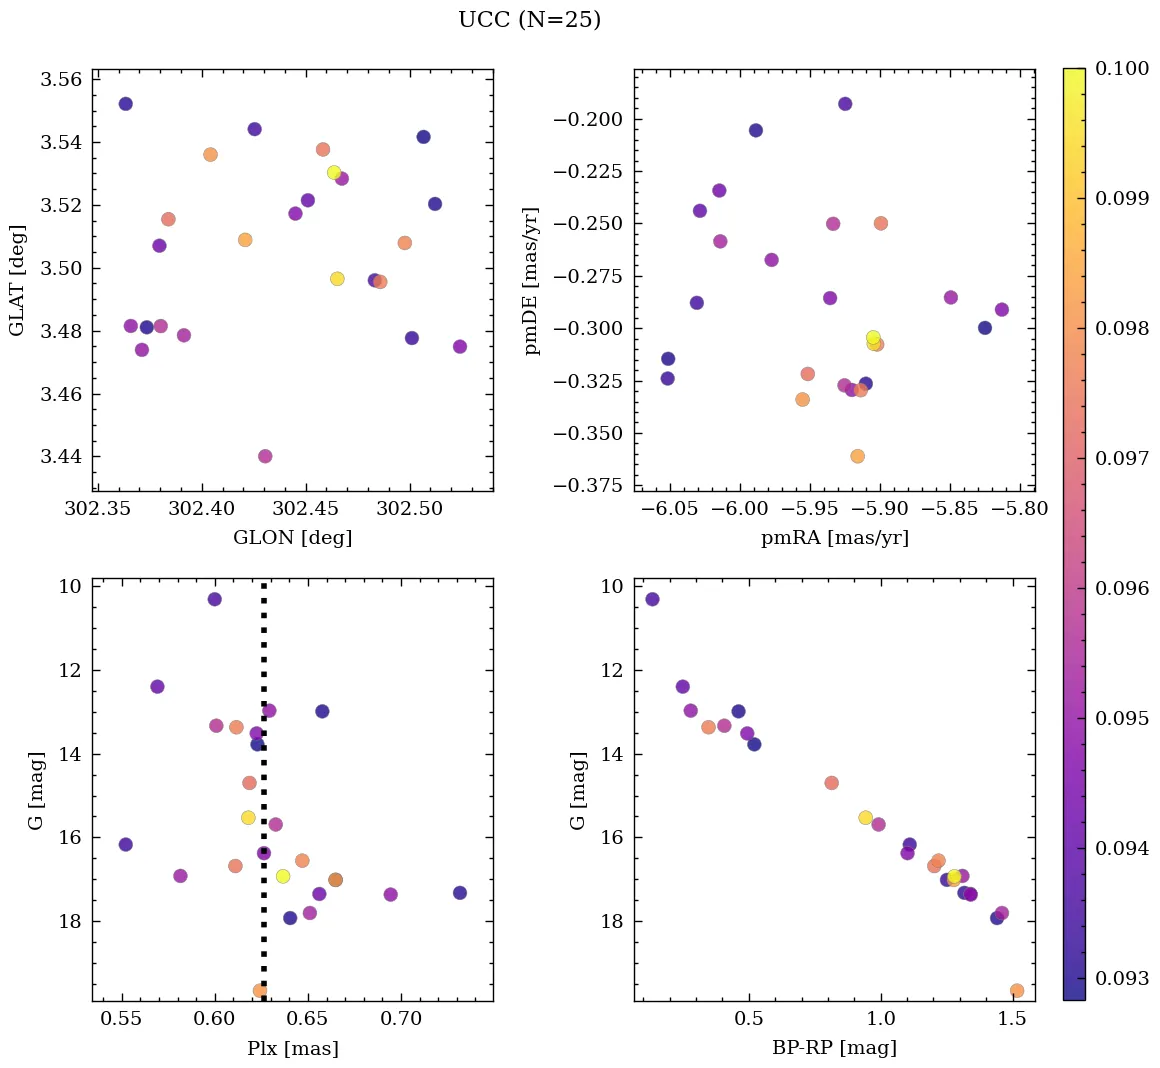 UCC (N=25)
3.56
3.54
3.52
3.50
3.48
3.46
3.44
GLAT [deg]
302.35 302.40 302.45 302.50
GLON [deg]
−0.200
−0.225
−0.250
−0.275
−0.300
−0.325
−0.350
−0.375
pmDE [mas/yr]
−6.05 −6.00 −5.95 −5.90 −5.85 −5.80
pmRA [mas/yr]
0.100
0.099
0.098
0.097
0.096
0.095
0.094
0.093
10
12
14
16
18
G [mag]
0.55 0.60 0.65 0.70
Plx [mas]
10
12
14
16
18
G [mag]
0.5 1.0 1.5
BP-RP [mag]